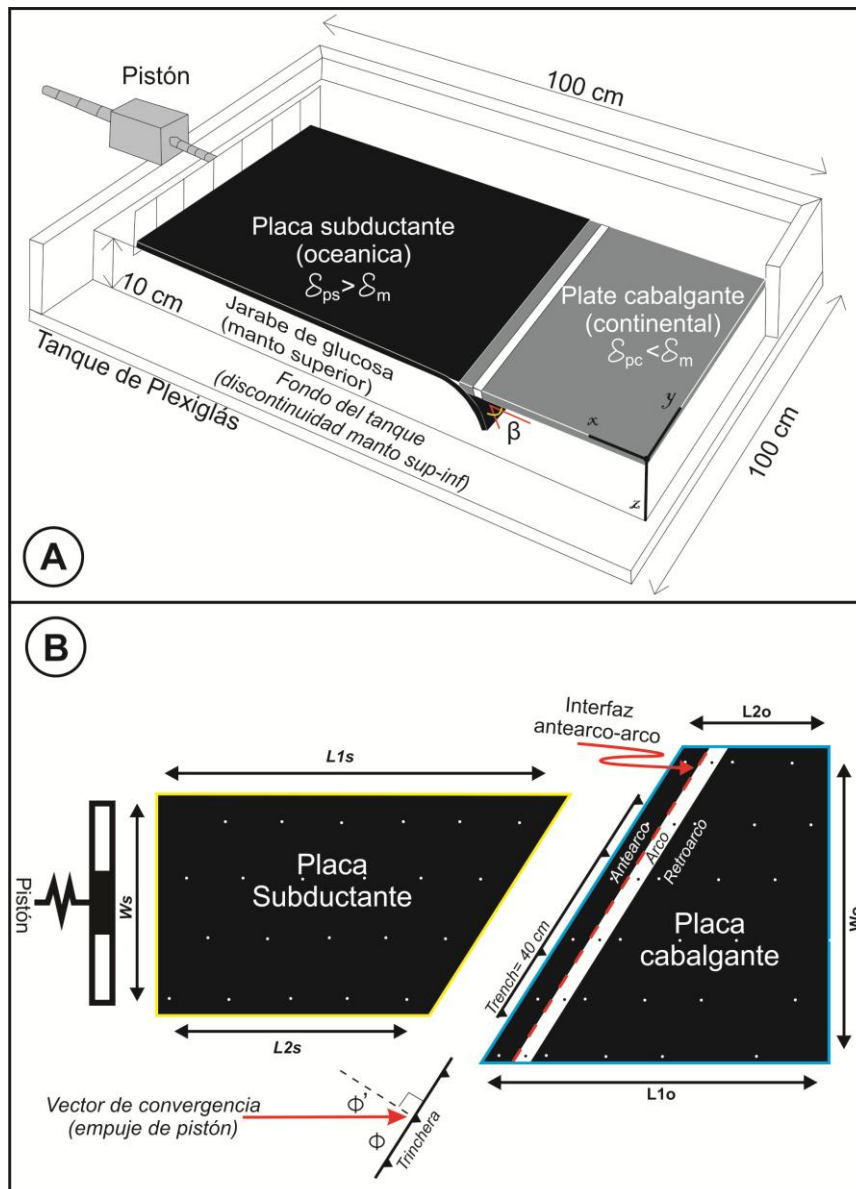 Pistón
100 cm
Placa subductante
(oceanica)
δps>δm
Plate cabalgante
(continental)
δpc<δm
10 cm
Jarabe de glucosa
(manto superior)
Fondo del tanque
(discontinuidad manto sup-inf)
Tanque de Plexiglás
β
x
y
z
100 cm
A
B
Interfaz
antearco-arco
L2o
L1s
Pistón
Ws
Placa
Subductante
L2s
Trench= 40 cm
Antearco
Arco
Retroarco
Placa
cabalgante
Wo
L1o
Vector de convergencia
(empuje de pistón)
Φ'
Φ
Trinchera